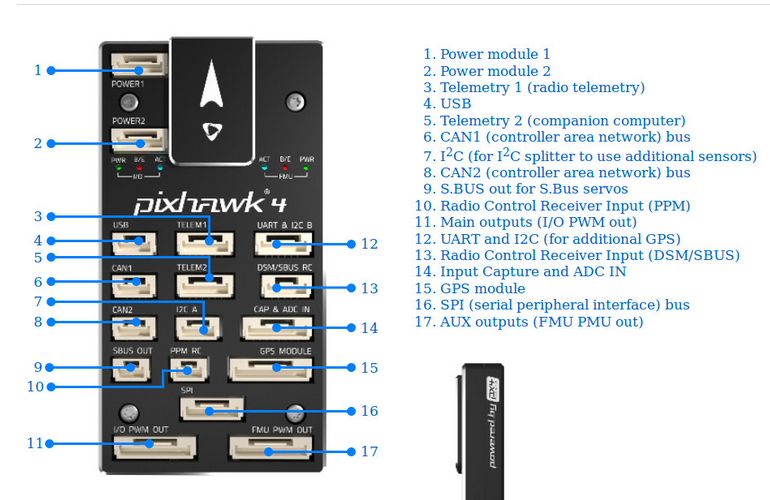 1. Power module 1
2. Power module 2
3. Telemetry 1 (radio telemetry)
4. USB
5. Telemetry 2 (companion computer)
6. CAN1 (controller area network) bus
7. I²C (for I²C splitter to use additional sensors)
8. CAN2 (controller area network) bus
9. S.BUS out for S.Bus servos
10. Radio Control Receiver Input (PPM)
11. Main outputs (I/O PWM out)
12. UART and I2C (for additional GPS)
13. Radio Control Receiver Input (DSM/SBUS)
14. Input Capture and ADC IN
15. GPS module
16. SPI (serial peripheral interface) bus
17. AUX outputs (FMU PMU out)
1
POWER1
POWER2
2
PWR B/E ACT
I/O
ACT B/E PWR
FMU
pixhawk® 4
3
USB TELEM1 UART & I2C B
4
12
5
CAN1 TELEM2 DSM/SBUS RC
6
13
7
CAN2 I2C A CAP & ADC IN
8
14
SBUS OUT PPM RC GPS MODULE
9
15
10
SPI
16
I/O PWM OUT FMU PWM OUT
11
17